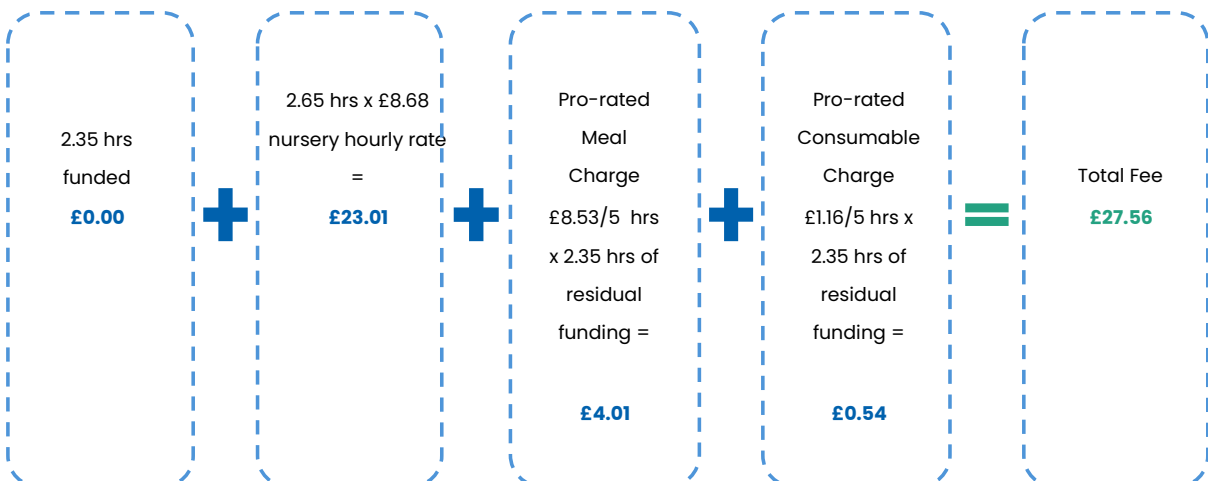 2.35 hrs
funded
£0.00
2.65 hrs x £8.68
nursery hourly rate
=
£23.01
Pro-rated
Meal
Charge
£8.53/5 hrs
x 2.35 hrs of
residual
funding =
£4.01
Pro-rated
Consumable
Charge
£1.16/5 hrs x
2.35 hrs of
residual
funding =
£0.54
Total Fee
£27.56